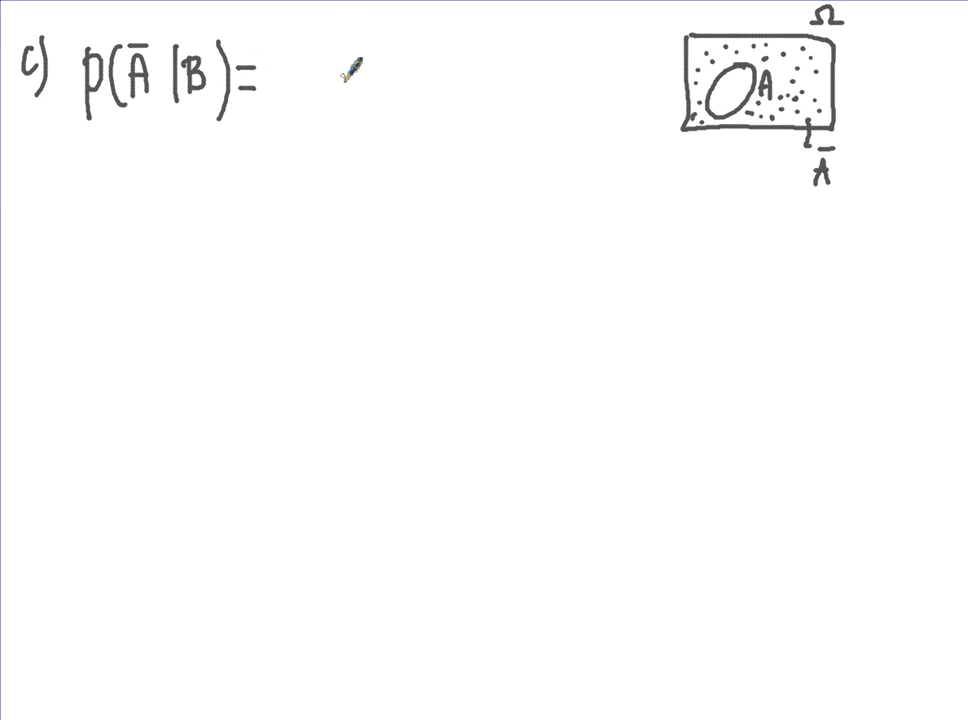 c) p(Ā | B) =
Ω
A
Ā